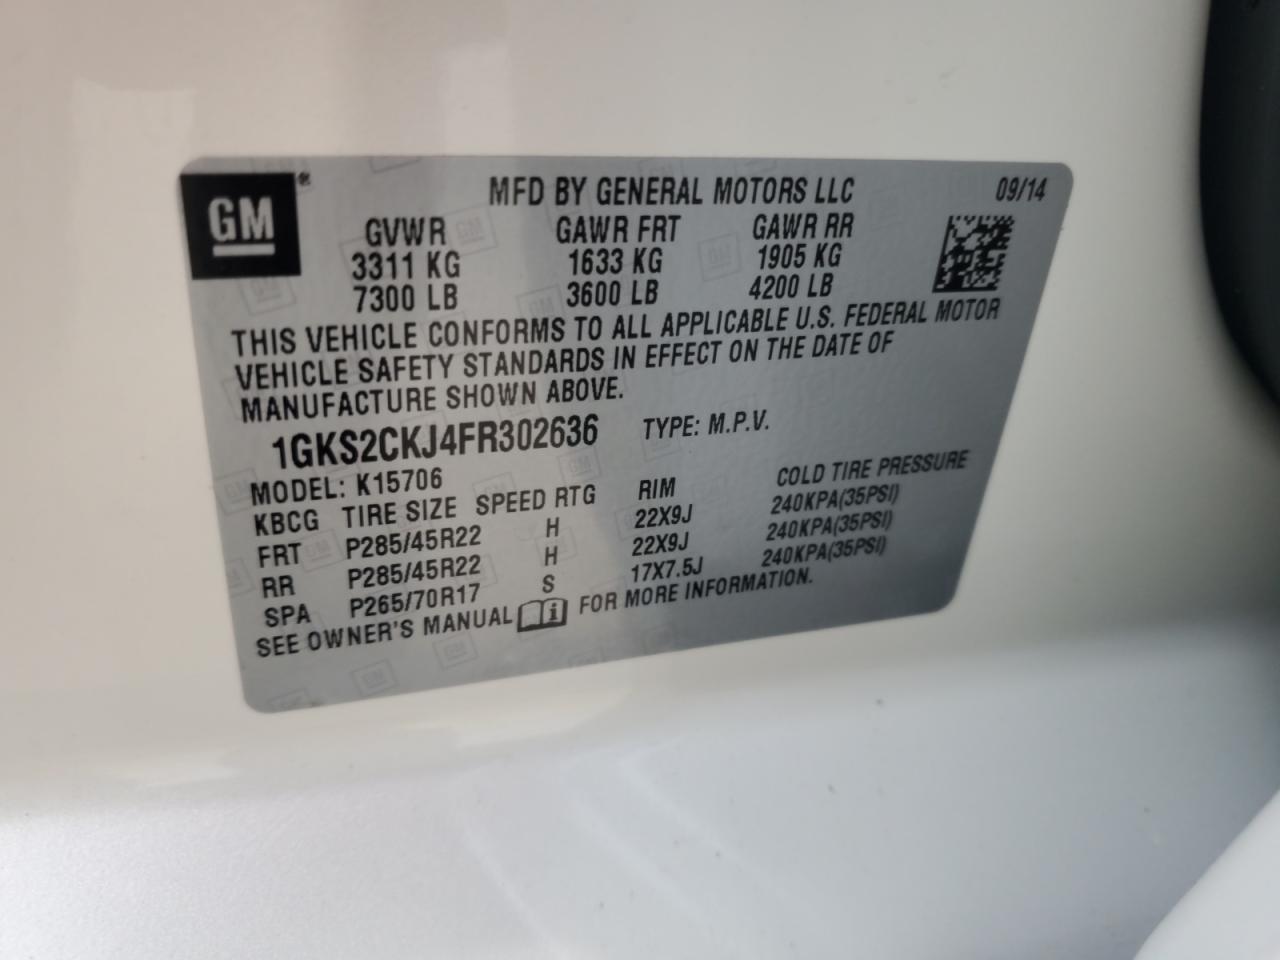 GM®
MFD BY GENERAL MOTORS LLC 09/14
GVWR GAWR FRT GAWR RR
3311 KG 1633 KG 1905 KG
7300 LB 3600 LB 4200 LB
THIS VEHICLE CONFORMS TO ALL APPLICABLE U.S. FEDERAL MOTOR
VEHICLE SAFETY STANDARDS IN EFFECT ON THE DATE OF
MANUFACTURE SHOWN ABOVE.
1GKS2CKJ4FR302636 TYPE: M.P.V.
MODEL: K15706
KBCG TIRE SIZE SPEED RTG RIM COLD TIRE PRESSURE
FRT P285/45R22 H 22X9J 240KPA(35PSI)
RR P285/45R22 H 22X9J 240KPA(35PSI)
SPA P265/70R17 S 17X7.5J 240KPA(35PSI)
SEE OWNER'S MANUAL i FOR MORE INFORMATION.